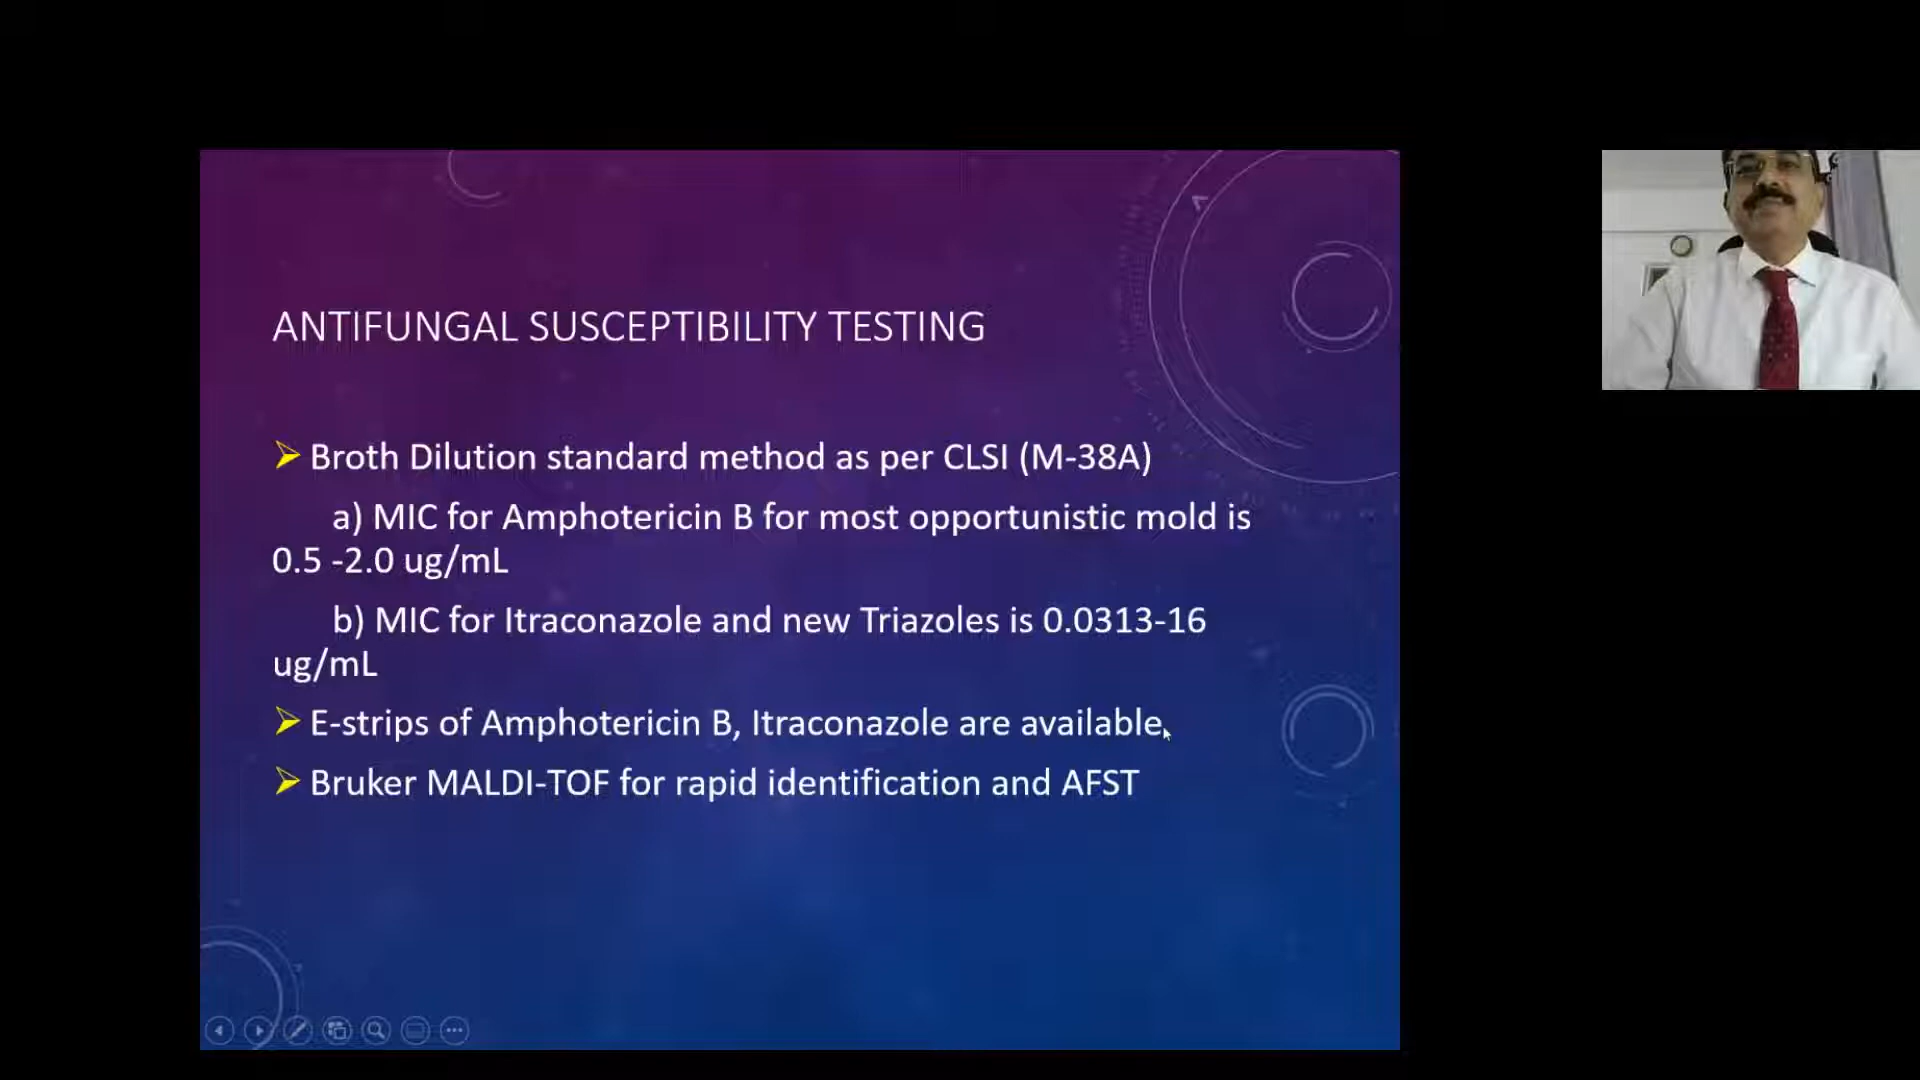 ANTIFUNGAL SUSCEPTIBILITY TESTING
Broth Dilution standard method as per CLSI (M-38A)
a) MIC for Amphotericin B for most opportunistic mold is
0.5 -2.0 ug/mL
b) MIC for Itraconazole and new Triazoles is 0.0313-16
ug/mL
E-strips of Amphotericin B, Itraconazole are available.
Bruker MALDI-TOF for rapid identification and AFST